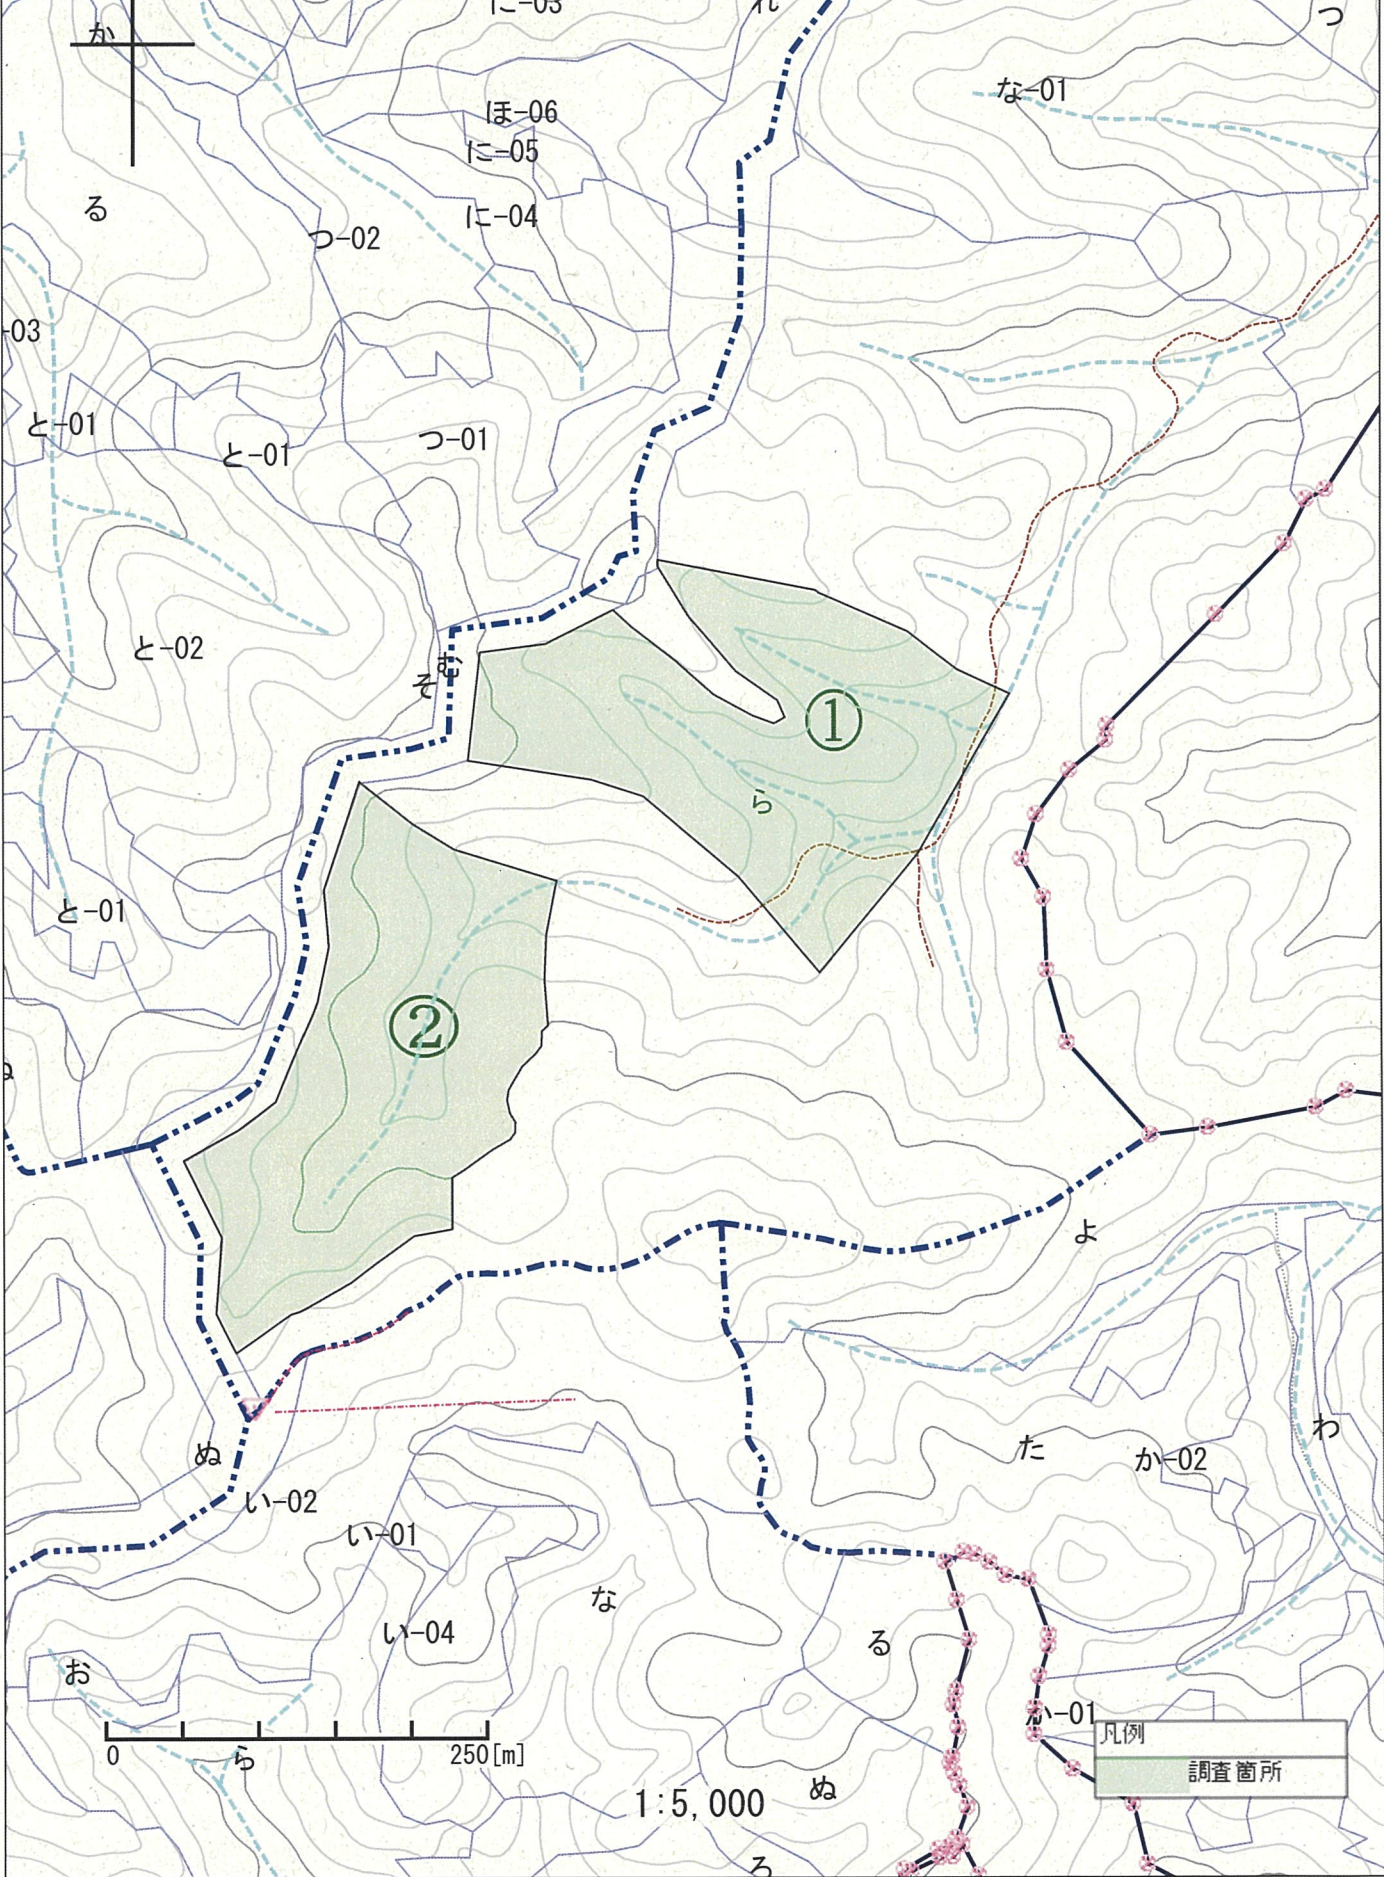 に-03
れ
つ
か
な-01
ほ-06
に-05
る
に-04
つ-02
-03
と-01
つ-01
と-01
と-02
む
そ
①
ら
と-01
②
よ
わ
ぬ
た
か-02
い-02
い-01
な
い-04
る
お
か-01
凡例
0
ら
250[m]
調査箇所
ぬ
1:5,000
ろ